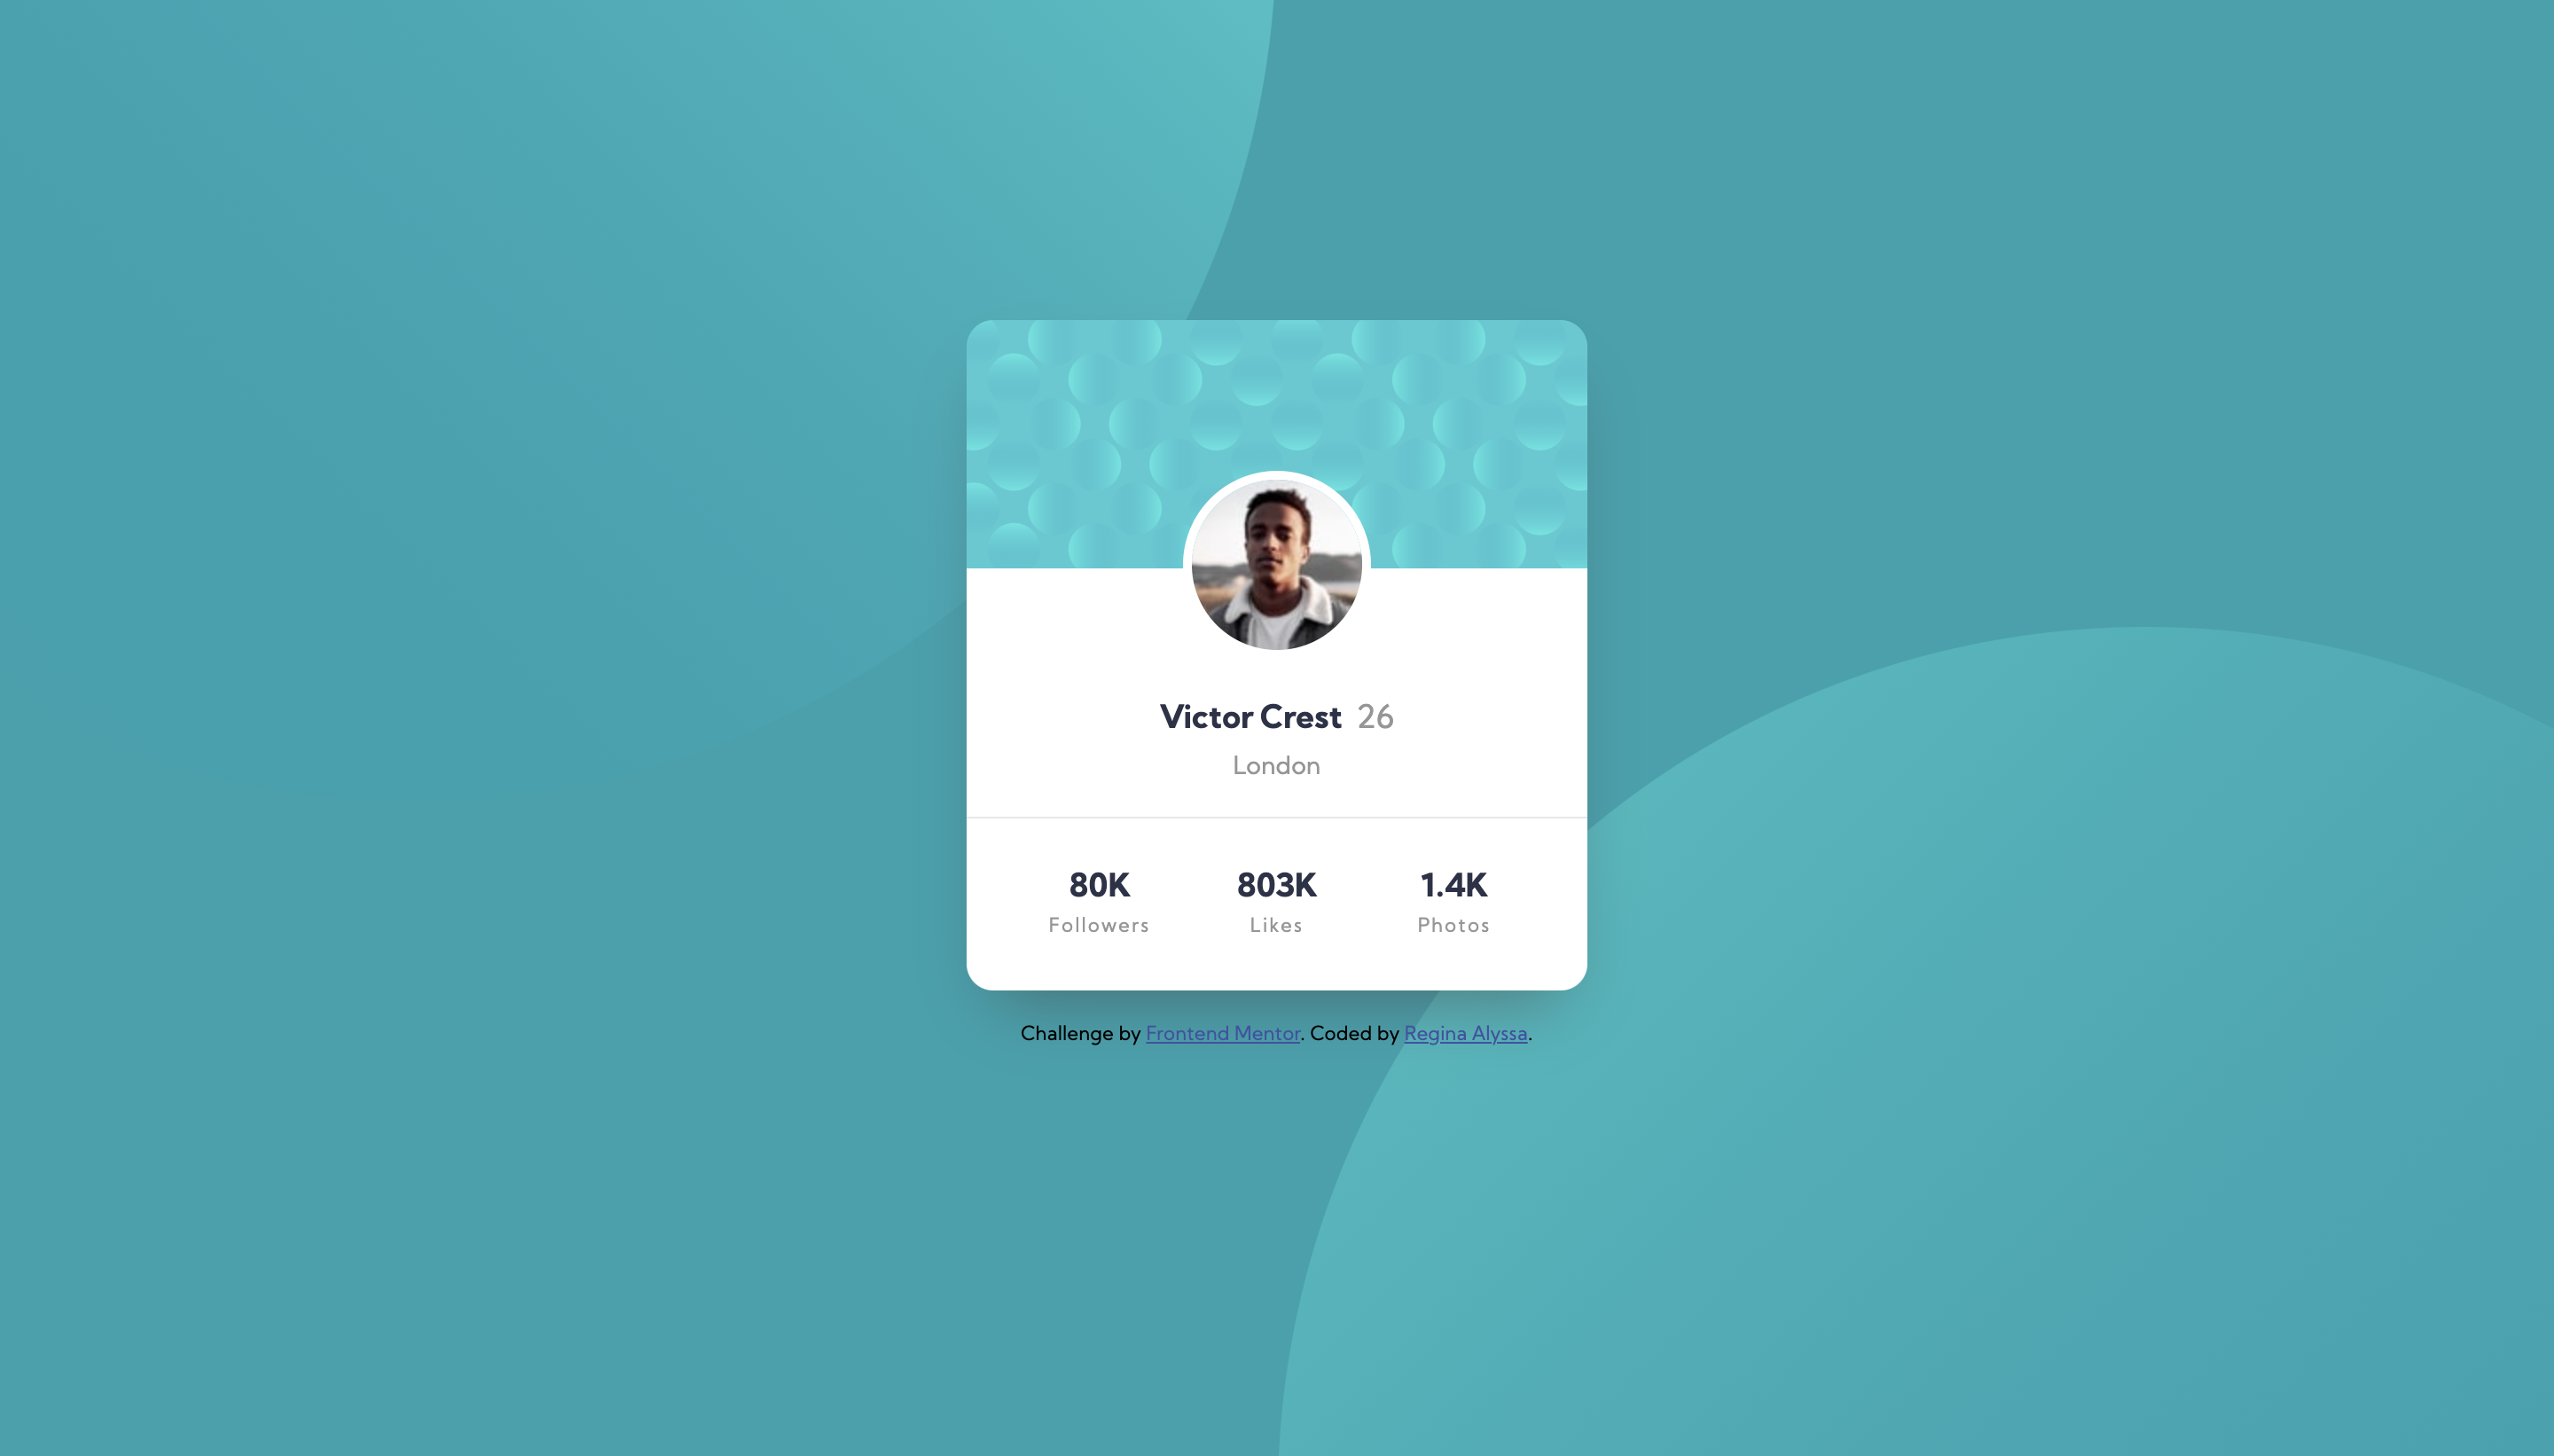 Victor Crest 26
London
80K 803K 1.4K
Followers Likes Photos
Challenge by Frontend Mentor. Coded by Regina Alyssa.